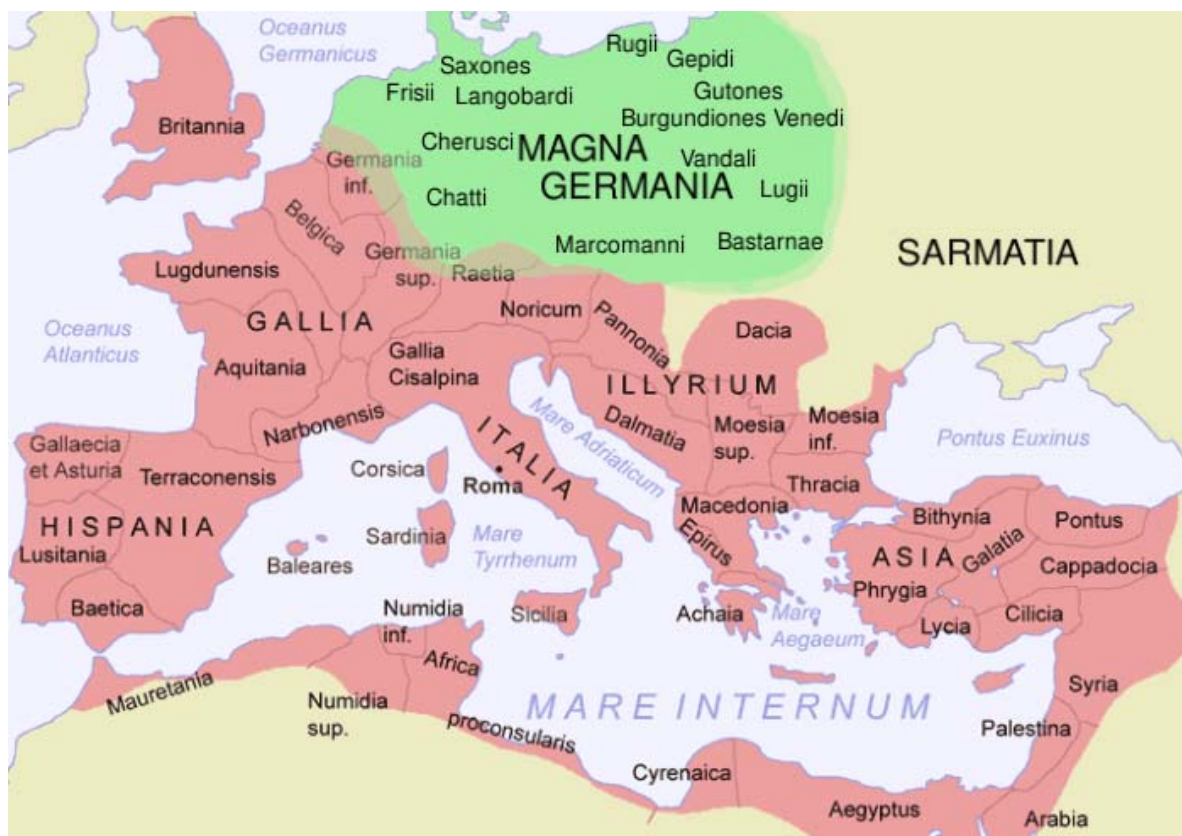 Oceanus
Germanicus
Rugii
Gepidi
Saxones
Frisii
Langobardi
Gutones
Britannia
Burgundiones Venedi
Cherusci
MAGNA
GERMANIA
Vandali
Germania
inf.
Chatti
Lugii
Belgica
Marcomanni
Bastarnae
SARMATIA
Germania
sup.
Raetia
Lugdunensis
Noricum
Pannonia
Dacia
Oceanus
Atlanticus
GALLIA
Aquitania
Gallia
Cisalpina
ILLYRIUM
Narbonensis
Mare Adriaticum
Dalmatia
Moesia
sup.
Moesia
inf.
Pontus Euxinus
Gallaecia
et Asturia
Terraconensis
Corsica
ITALIA
Roma
Thracia
Macedonia
HISPANIA
Lusitania
Sardinia
Mare
Tyrrhenum
Epirus
Bithynia
Pontus
ASIA
Galatia
Cappadocia
Baleares
Phrygia
Baetica
Numidia
inf.
Sicilia
Achaia
Mare
Aegaeum
Lycia
Cilicia
Mauretania
Africa
proconsularis
Numidia
sup.
MARE INTERNUM
Syria
Palestina
Cyrenaica
Aegyptus
Arabia